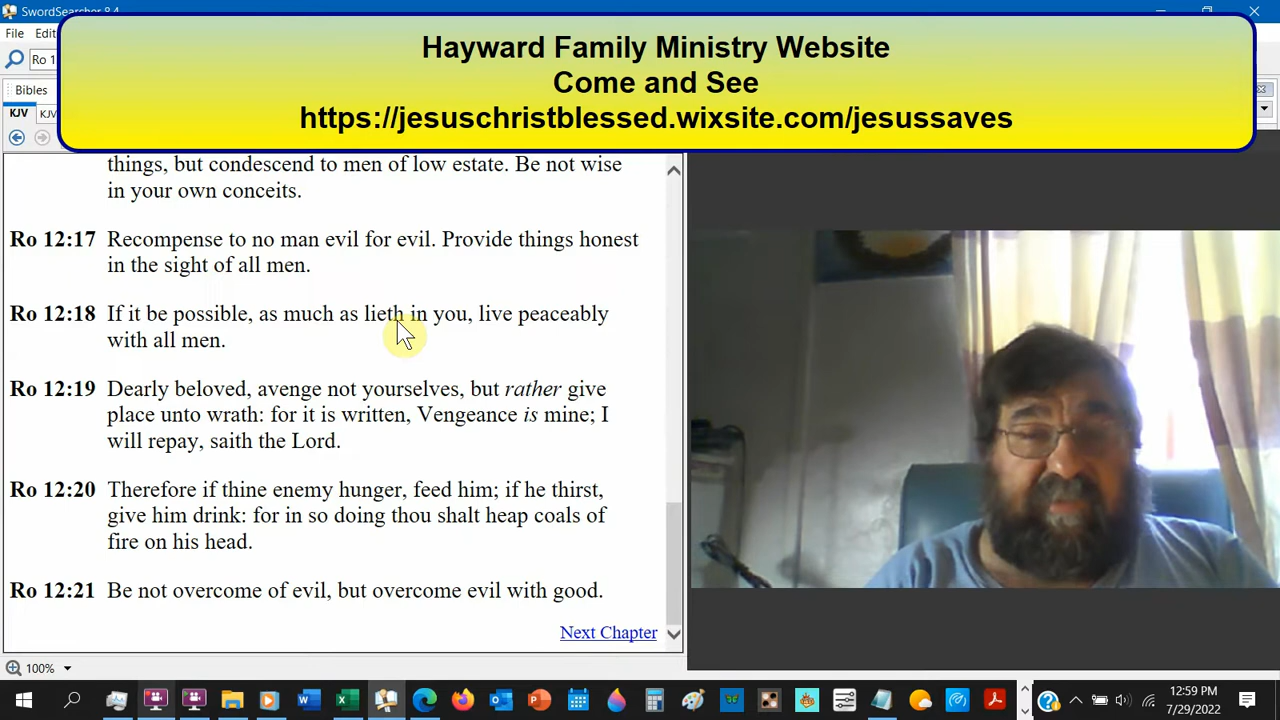 SwordSearcher 8.4
Hayward Family Ministry Website
Come and See
https://jesuschristblessed.wixsite.com/jesussaves
File
Ro 1
Bibles
KJV
things, but condescend to men of low estate. Be not wise
in your own conceits.
Ro 12:17 Recompense to no man evil for evil. Provide things honest
in the sight of all men.
Ro 12:18 If it be possible, as much as lieth in you, live peaceably
with all men.
Ro 12:19 Dearly beloved, avenge not yourselves, but rather give
place unto wrath: for it is written, Vengeance is mine; I
will repay, saith the Lord.
Ro 12:20 Therefore if thine enemy hunger, feed him; if he thirst,
give him drink: for in so doing thou shalt heap coals of
fire on his head.
Ro 12:21 Be not overcome of evil, but overcome evil with good.
Next Chapter
100%
12:59 PM
7/29/2022